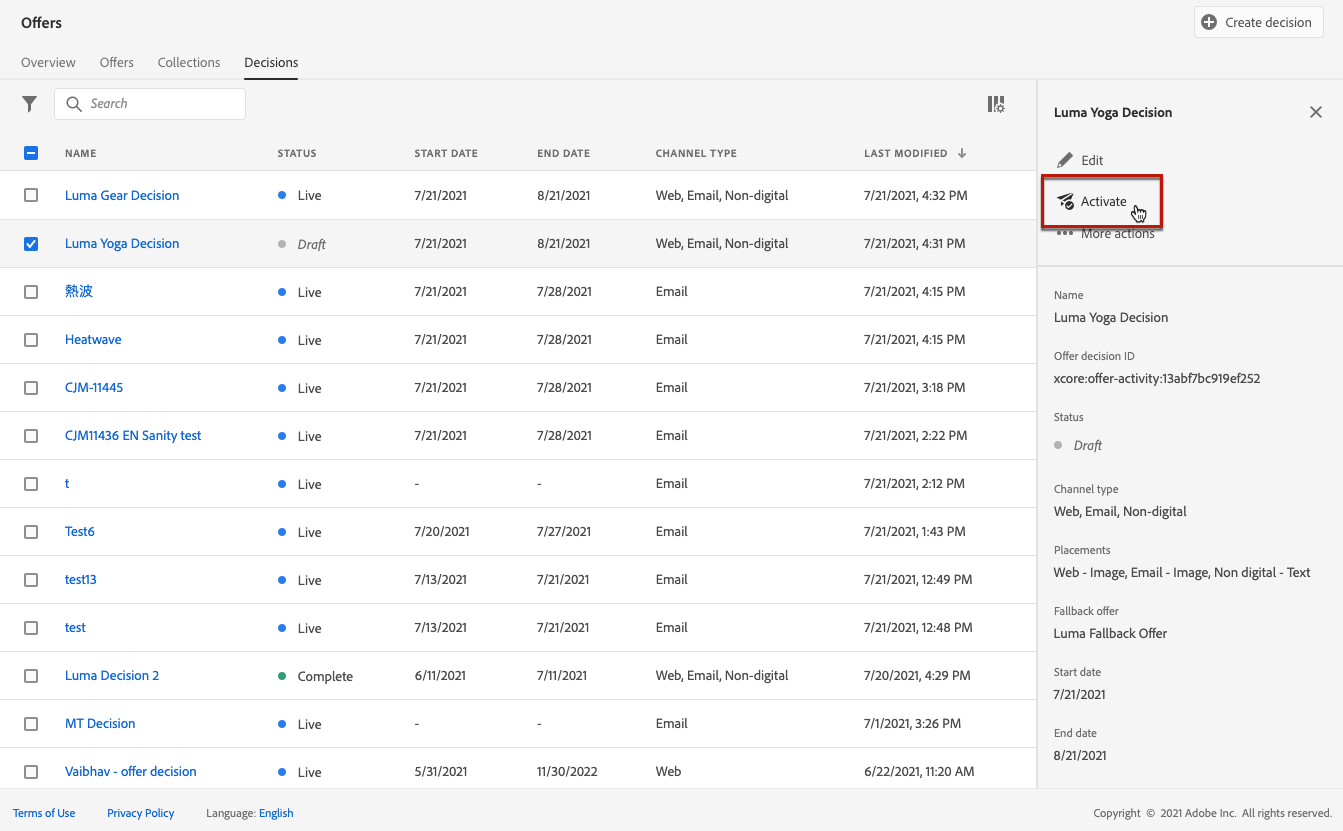 Offers
Create decision
Overview Offers Collections Decisions
Search
NAME STATUS START DATE END DATE CHANNEL TYPE LAST MODIFIED
Luma Gear Decision Live 7/21/2021 8/21/2021 Web, Email, Non-digital 7/21/2021, 4:32 PM
Luma Yoga Decision Draft 7/21/2021 8/21/2021 Web, Email, Non-digital 7/21/2021, 4:31 PM
熱波 Live 7/21/2021 7/28/2021 Email 7/21/2021, 4:15 PM
Heatwave Live 7/21/2021 7/28/2021 Email 7/21/2021, 4:15 PM
CJM-11445 Live 7/21/2021 7/28/2021 Email 7/21/2021, 3:18 PM
CJM11436 EN Sanity test Live 7/21/2021 7/28/2021 Email 7/21/2021, 2:22 PM
t Live - - Email 7/21/2021, 2:12 PM
Test6 Live 7/20/2021 7/27/2021 Email 7/21/2021, 1:43 PM
test13 Live 7/13/2021 7/21/2021 Email 7/21/2021, 12:49 PM
test Live 7/13/2021 7/21/2021 Email 7/21/2021, 12:48 PM
Luma Decision 2 Complete 6/11/2021 7/11/2021 Web, Email, Non-digital 7/20/2021, 4:29 PM
MT Decision Live - - Email 7/1/2021, 3:26 PM
Vaibhav - offer decision Live 5/31/2021 11/30/2022 Web 6/22/2021, 11:20 AM
Luma Yoga Decision
Edit
Activate
More actions
Name
Luma Yoga Decision
Offer decision ID
xcore:offer-activity:13abf7bc919ef252
Status
Draft
Channel type
Web, Email, Non-digital
Placements
Web - Image, Email - Image, Non digital - Text
Fallback offer
Luma Fallback Offer
Start date
7/21/2021
End date
8/21/2021
Terms of Use Privacy Policy Language: English Copyright © 2021 Adobe Inc. All rights reserved.